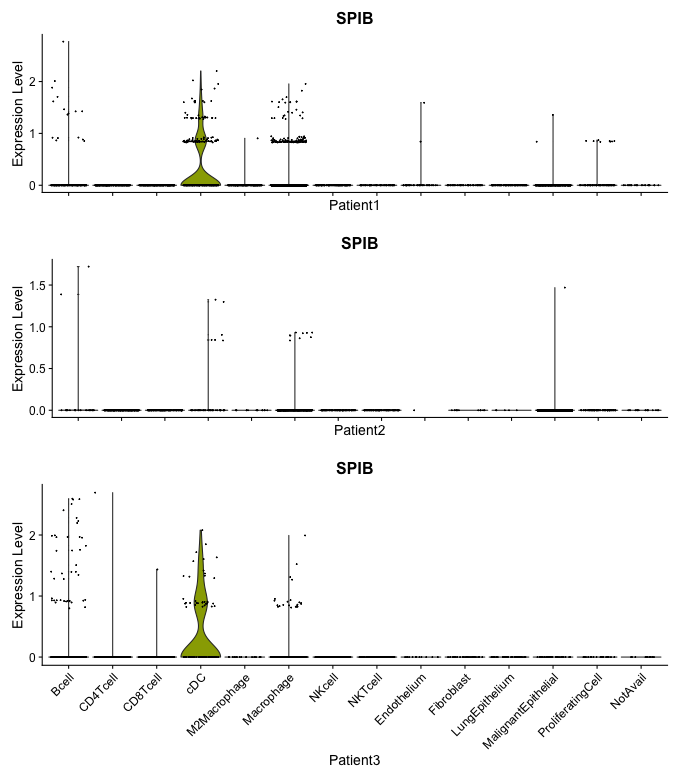 SPIB
Expression Level
2
1
0
Patient1
SPIB
Expression Level
1.5
1.0
0.5
0.0
Patient2
SPIB
Expression Level
2
1
0
Bcell
CD4Tcell
CD8Tcell
cDC
M2Macrophage
Macrophage
NKcell
NKTcell
Endothelium
Fibroblast
LungEpithelium
MalignantEpithelial
ProliferatingCell
NotAvail
Patient3